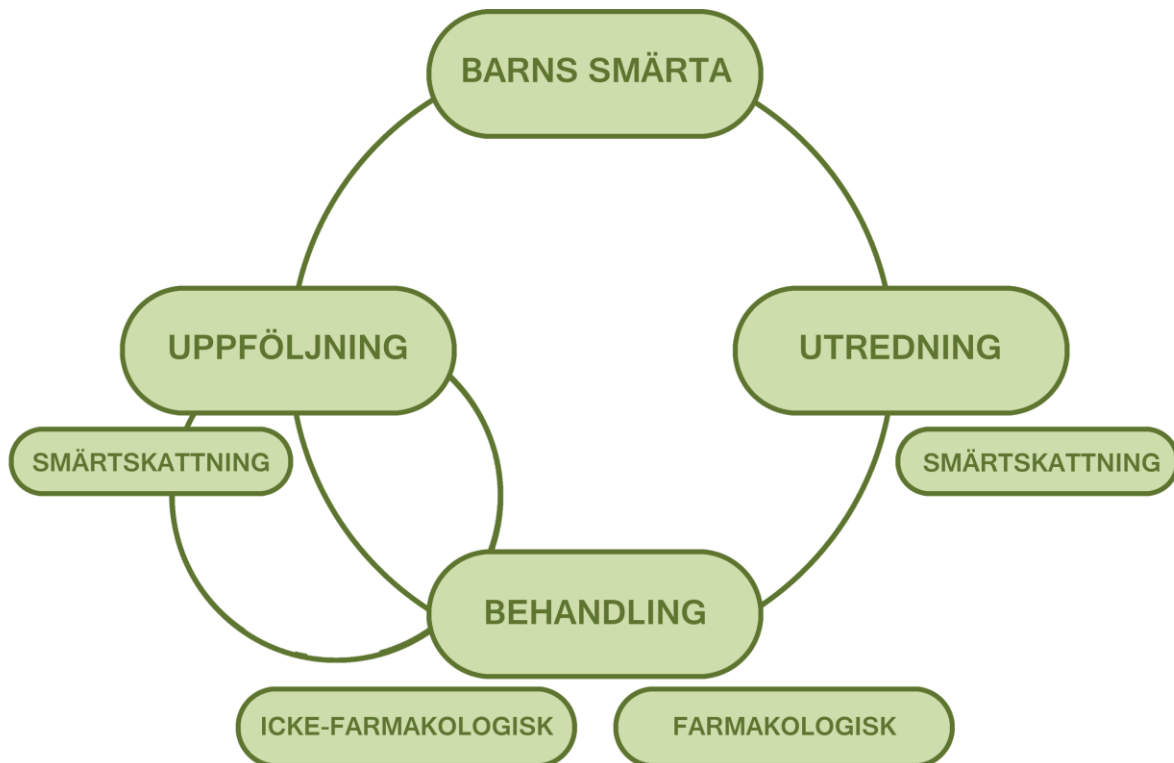 BARNS SMÄRTA
UPPFÖLJNING
UTREDNING
SMÄRTSKATTNING
SMÄRTSKATTNING
BEHANDLING
ICKE-FARMAKOLOGISK
FARMAKOLOGISK